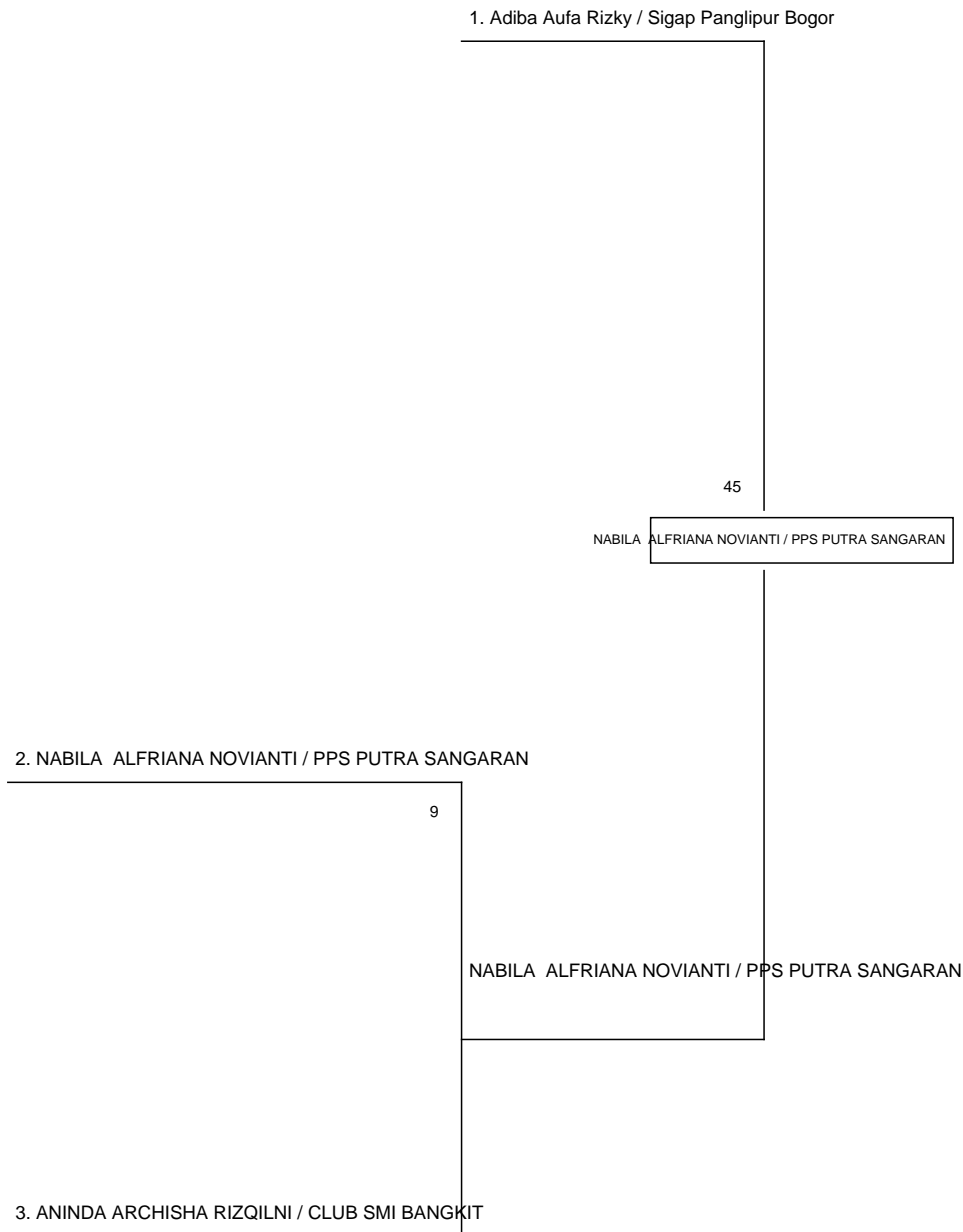 1. Adiba Aufa Rizky / Sigap Panglipur Bogor
45
NABILA  ALFRIANA NOVIANTI / PPS PUTRA SANGARAN
2. NABILA  ALFRIANA NOVIANTI / PPS PUTRA SANGARAN
9
NABILA  ALFRIANA NOVIANTI / PPS PUTRA SANGARAN
3. ANINDA ARCHISHA RIZQILNI / CLUB SMI BANGKIT